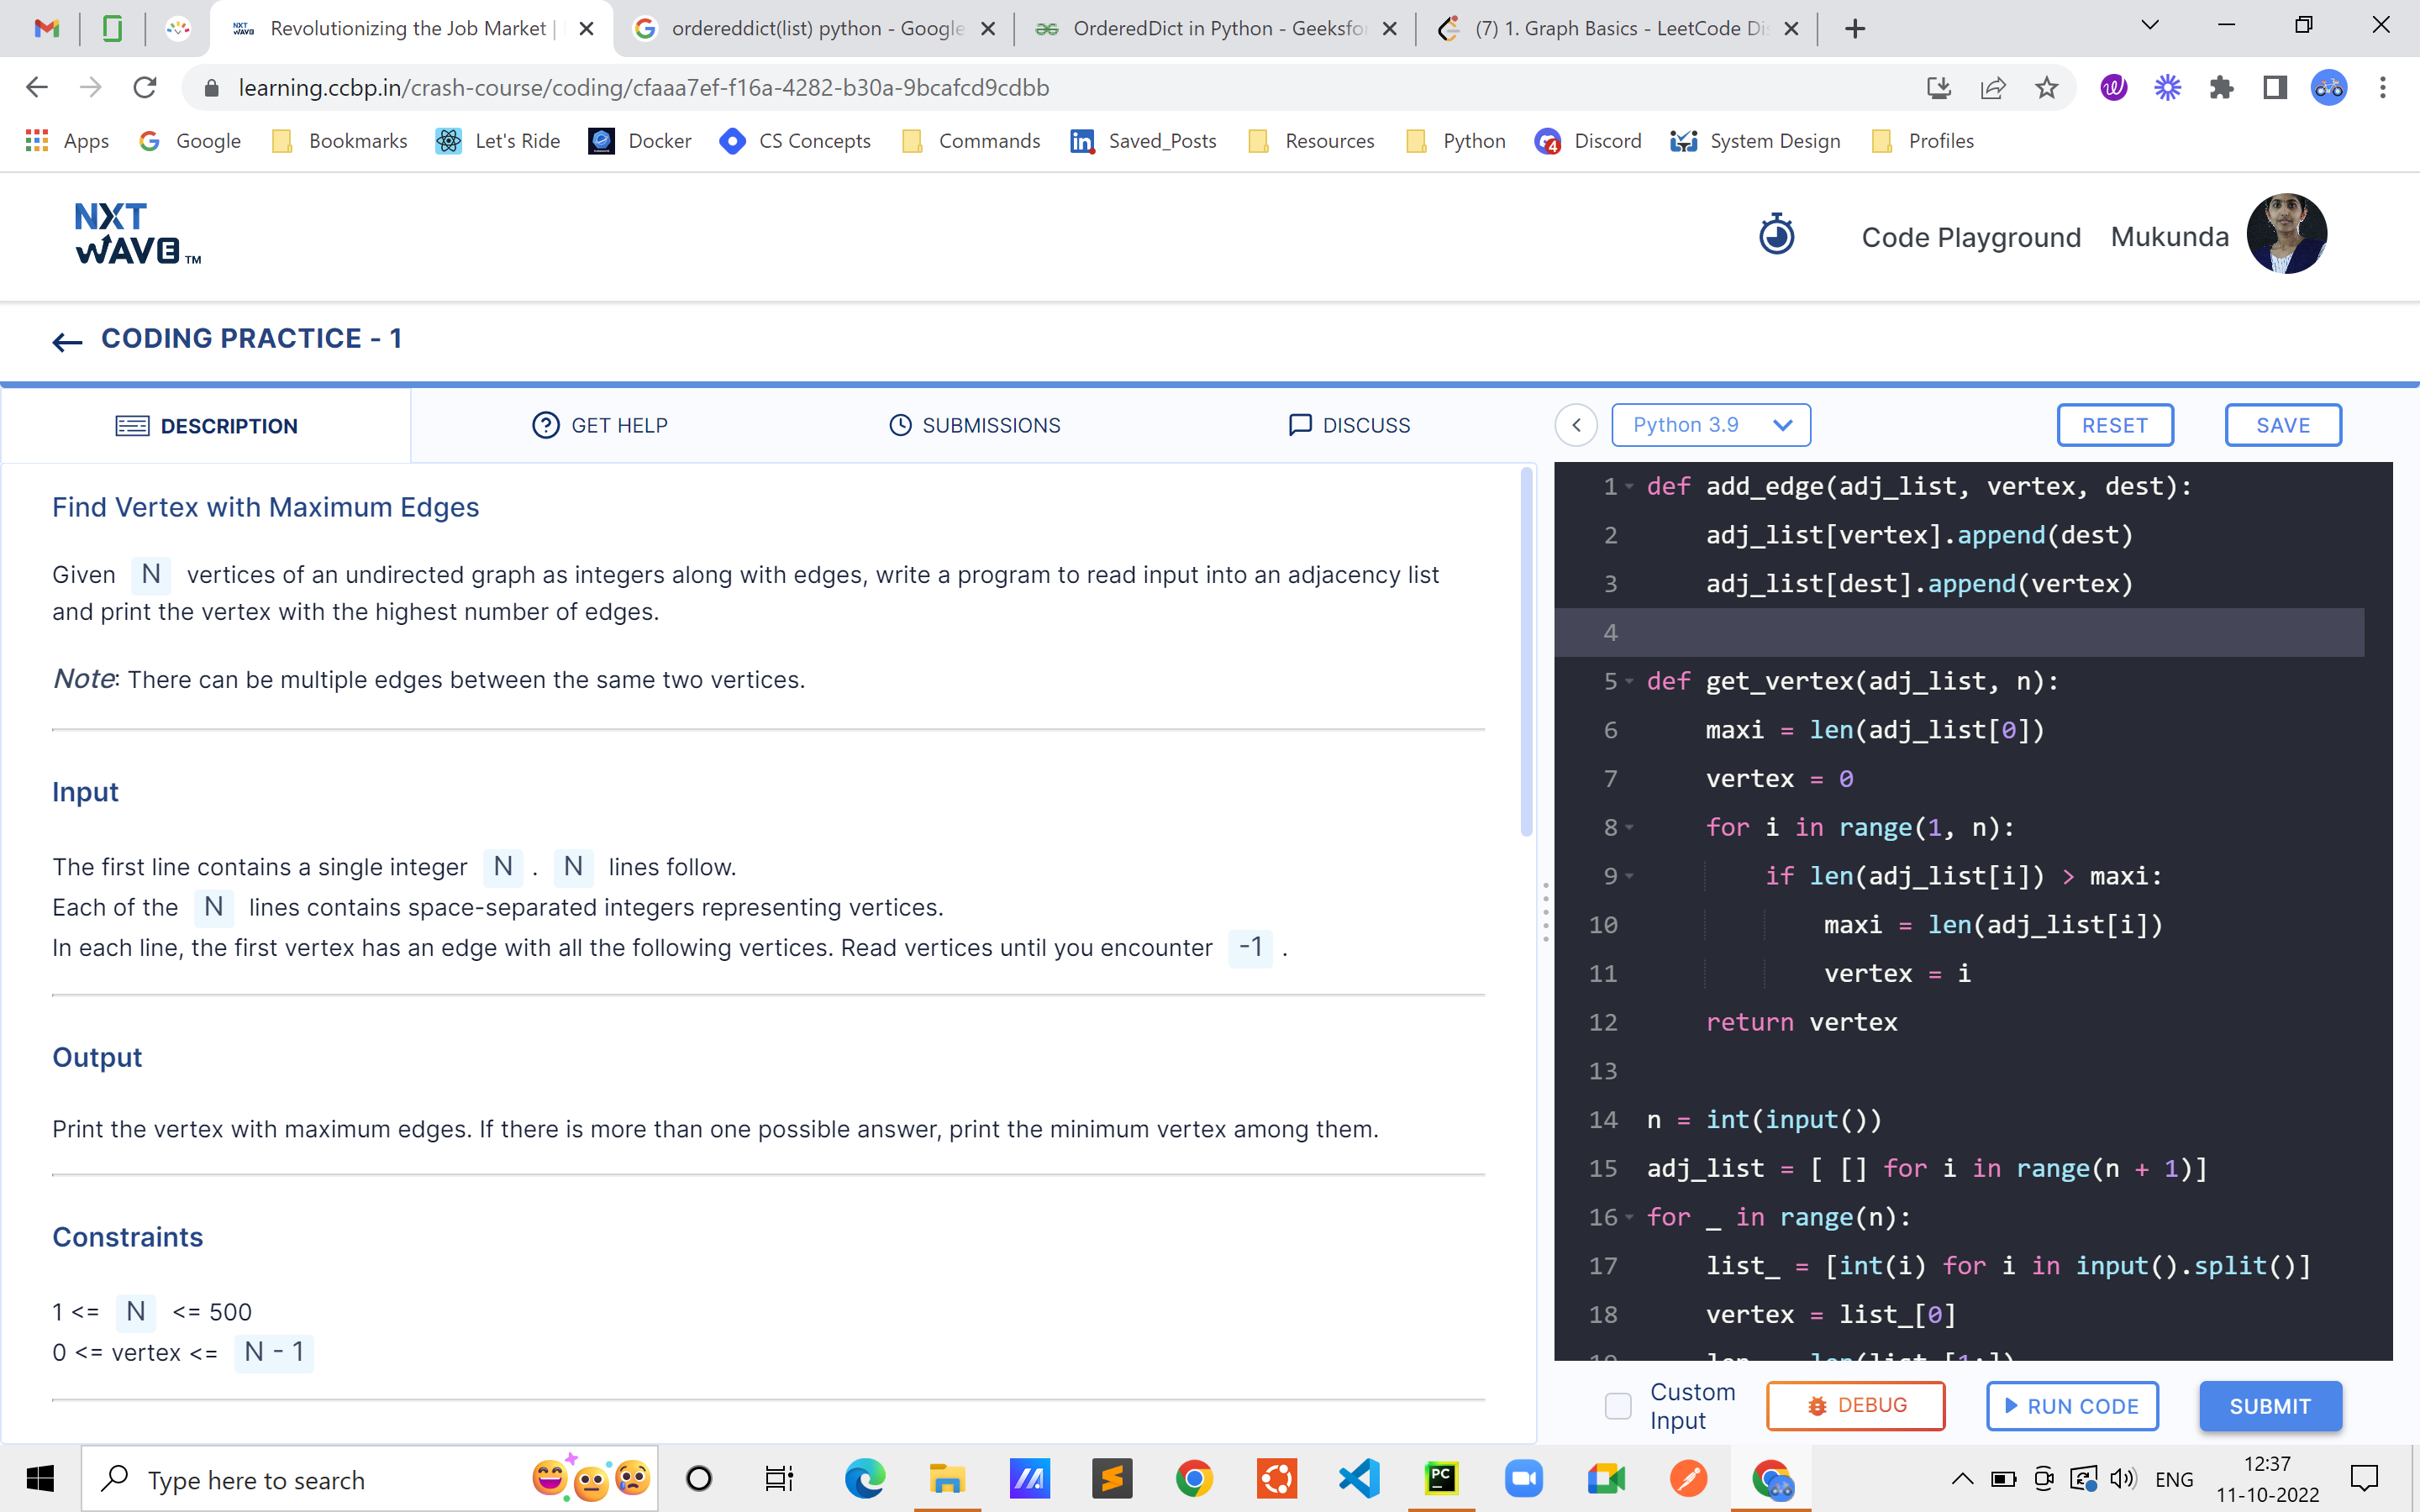 Revolutionizing the Job Market |
ordereddict(list) python - Google
OrderedDict in Python - Geeksfor
(7) 1. Graph Basics - LeetCode Dis
learning.ccbp.in/crash-course/coding/cfaaa7ef-f16a-4282-b30a-9bcafcd9cdbb
Apps Google Bookmarks Let's Ride Docker CS Concepts Commands Saved_Posts Resources Python Discord System Design Profiles
NXT
WAVE TM
Code Playground Mukunda
CODING PRACTICE - 1
DESCRIPTION GET HELP SUBMISSIONS DISCUSS
Python 3.9 RESET SAVE
Find Vertex with Maximum Edges
Given N vertices of an undirected graph as integers along with edges, write a program to read input into an adjacency list
and print the vertex with the highest number of edges.
Note: There can be multiple edges between the same two vertices.
Input
The first line contains a single integer N . N lines follow.
Each of the N lines contains space-separated integers representing vertices.
In each line, the first vertex has an edge with all the following vertices. Read vertices until you encounter -1 .
Output
Print the vertex with maximum edges. If there is more than one possible answer, print the minimum vertex among them.
Constraints
1 <= N <= 500
0 <= vertex <= N - 1
1 def add_edge(adj_list, vertex, dest):
2 adj_list[vertex].append(dest)
3 adj_list[dest].append(vertex)
4
5 def get_vertex(adj_list, n):
6 maxi = len(adj_list[0])
7 vertex = 0
8 for i in range(1, n):
9 if len(adj_list[i]) > maxi:
10 maxi = len(adj_list[i])
11 vertex = i
12 return vertex
13
14 n = int(input())
15 adj_list = [ [] for i in range(n + 1)]
16 for _ in range(n):
17 list_ = [int(i) for i in input().split()]
18 vertex = list_[0]
Custom
Input
DEBUG RUN CODE SUBMIT
Type here to search
ENG
12:37
11-10-2022